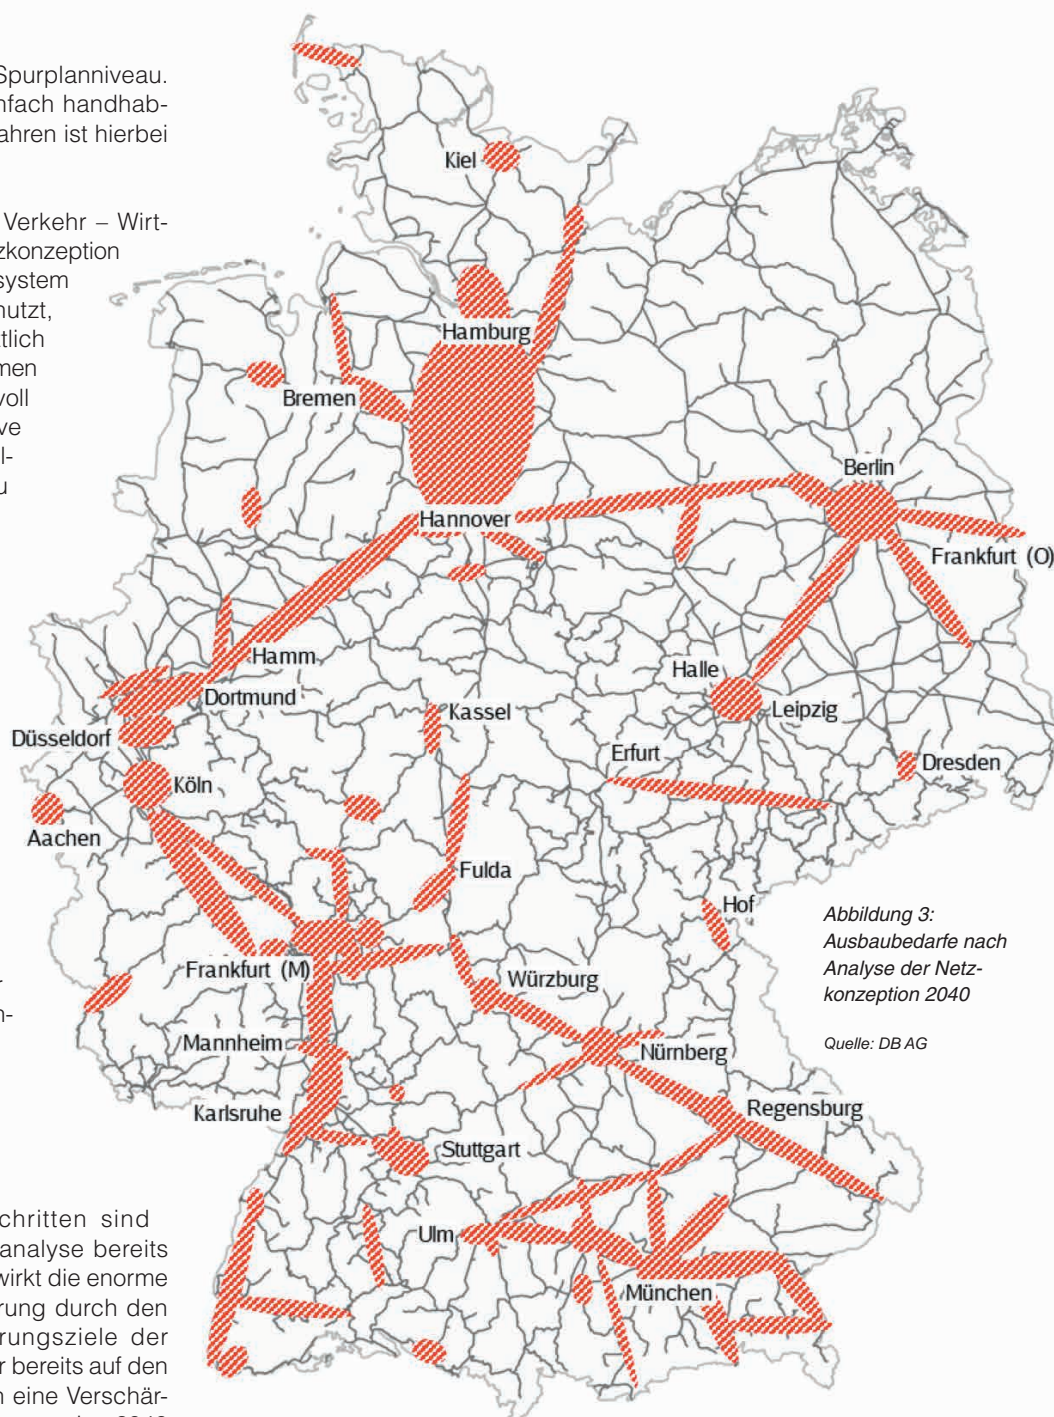 Spurplanniveau.
nfach handhab-
ahren ist hierbei
Verkehr – Wirt-
zkonzeption
system
nutzt,
tlich
men
voll
ve
l-
u
r
n-
chritten sind
analyse bereits
wirkt die enorme
rung durch den
rungsziele der
r bereits auf den
n eine Verschär-
Kiel
Hamburg
Bremen
Hannover
Berlin
Frankfurt (O)
Hamm
Dortmund
Halle
Leipzig
Düsseldorf
Kassel
Erfurt
Dresden
Köln
Aachen
Fulda
Hof
Frankfurt (M)
Würzburg
Mannheim
Nürnberg
Karlsruhe
Regensburg
Stuttgart
Ulm
München
Abbildung 3:
Ausbaubedarfe nach
Analyse der Netz-
konzeption 2040
Quelle: DB AG